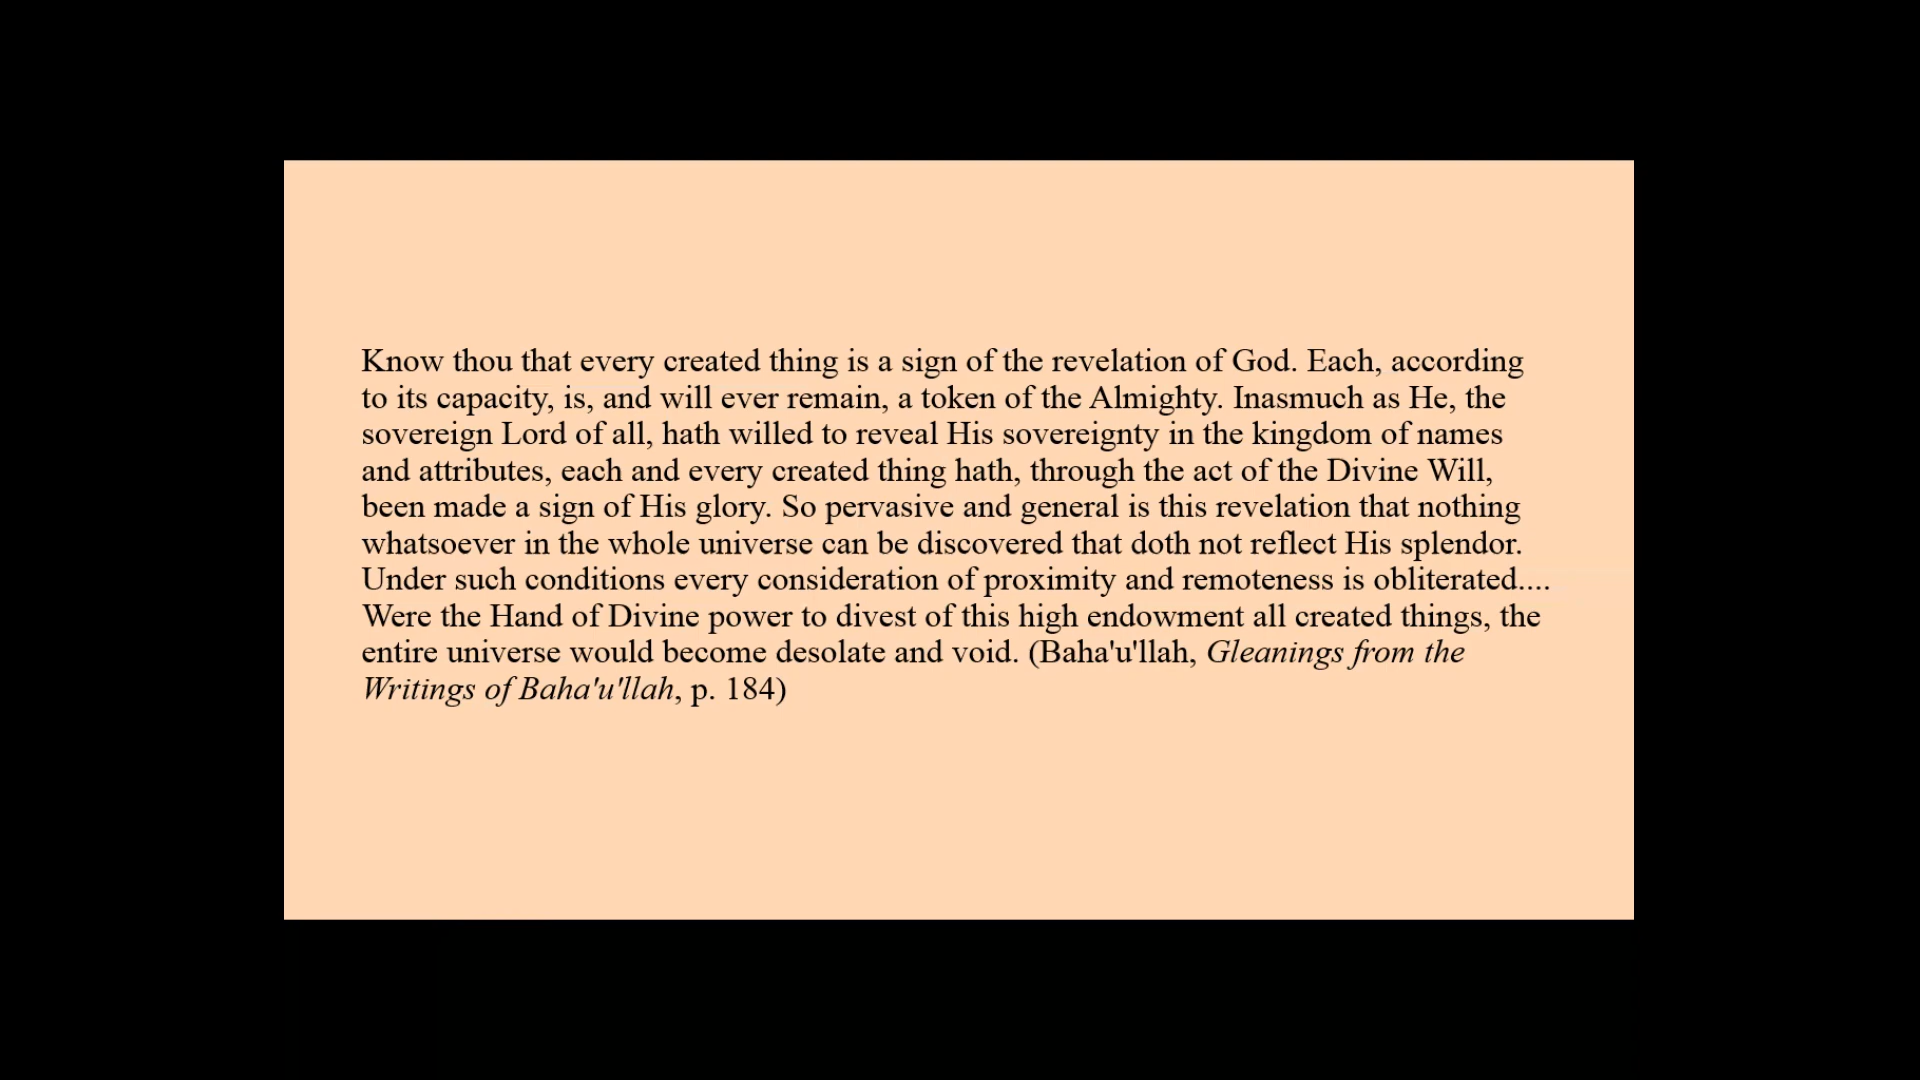 Know thou that every created thing is a sign of the revelation of God. Each, according
to its capacity, is, and will ever remain, a token of the Almighty. Inasmuch as He, the
sovereign Lord of all, hath willed to reveal His sovereignty in the kingdom of names
and attributes, each and every created thing hath, through the act of the Divine Will,
been made a sign of His glory. So pervasive and general is this revelation that nothing
whatsoever in the whole universe can be discovered that doth not reflect His splendor.
Under such conditions every consideration of proximity and remoteness is obliterated....
Were the Hand of Divine power to divest of this high endowment all created things, the
entire universe would become desolate and void. (Baha'u'llah, Gleanings from the
Writings of Baha'u'llah, p. 184)